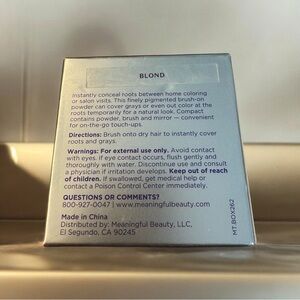 BLOND
Instantly conceal roots between home coloring
or salon visits. This finely pigmented brush-on
powder can cover grays or even out color at the
roots temporarily for a natural look. Compact
contains powder, brush and mirror — convenient
for on-the-go touch-ups.
Directions: Brush onto dry hair to instantly cover
roots and grays.
Warnings: For external use only. Avoid contact
with eyes. If eye contact occurs, flush gently and
thoroughly with water. Discontinue use and consult
a physician if irritation develops. Keep out of reach
of children. If swallowed, get medical help or
contact a Poison Control Center immediately.
QUESTIONS OR COMMENTS?
800-927-0047 | www.meaningfulbeauty.com
Made in China
Distributed by: Meaningful Beauty, LLC,
El Segundo, CA 90245
MT.BOX262